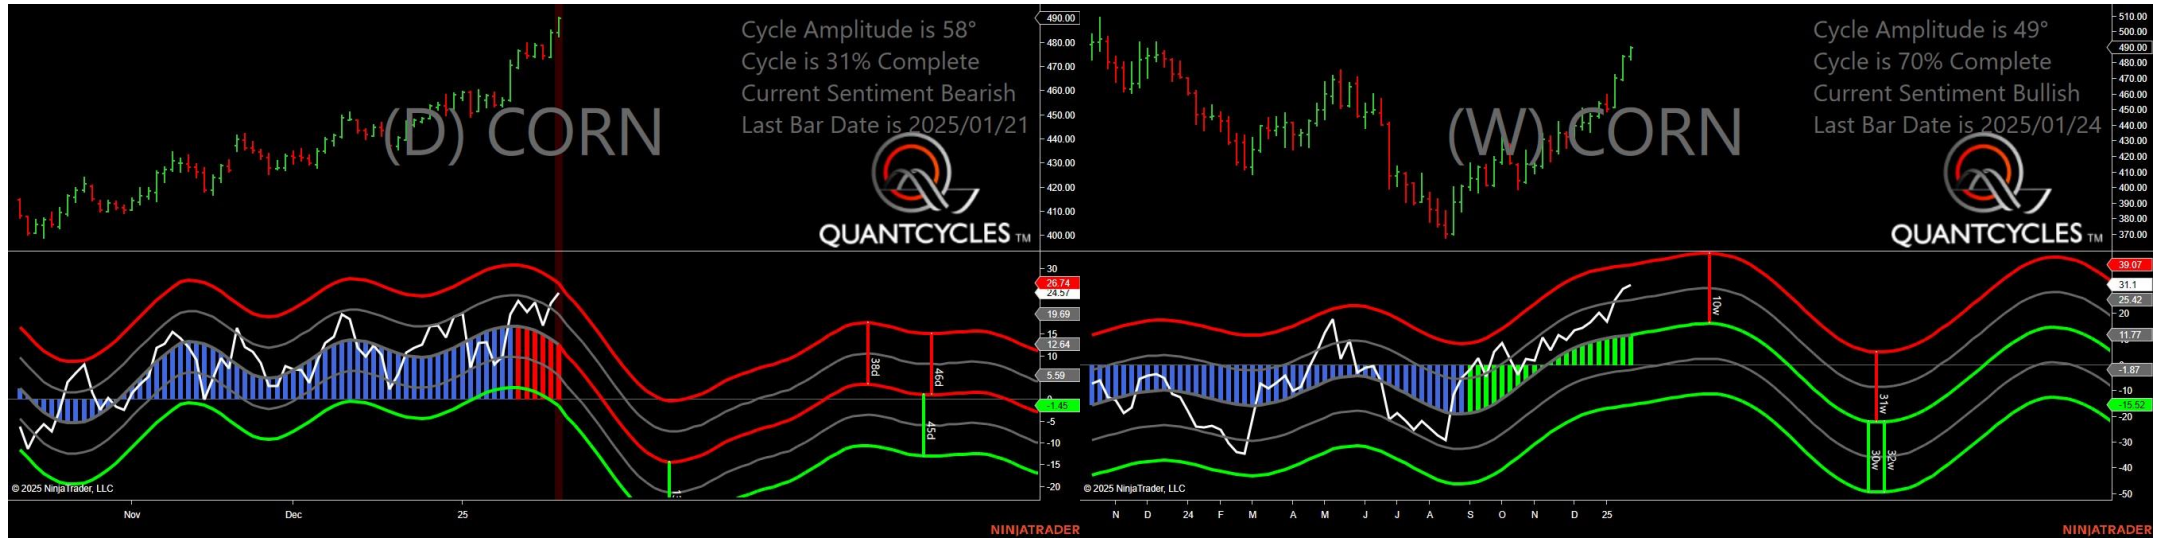 Cycle Amplitude is 58°
Cycle is 31% Complete
Current Sentiment Bearish
Last Bar Date is 2025/01/21
(D) CORN
QUANTCYCLES TM
490.00
480.00
470.00
460.00
450.00
440.00
430.00
420.00
410.00
400.00
30
26.74
24.57
19.69
15
12.64
10
5.59
0
-1.45
-5
-10
-15
-20
38d
46d
45d
© 2025 NinjaTrader, LLC
Nov
Dec
25
NINJATRADER
Cycle Amplitude is 49°
Cycle is 70% Complete
Current Sentiment Bullish
Last Bar Date is 2025/01/24
(W) CORN
QUANTCYCLES TM
510.00
500.00
490.00
480.00
470.00
460.00
450.00
440.00
430.00
420.00
410.00
400.00
390.00
380.00
370.00
39.07
31.1
25.42
20
11.77
0
-1.87
-10
-15.52
-20
-30
-40
-50
10w
31w
30w
32w
© 2025 NinjaTrader, LLC
N
D
24
F
M
A
M
J
J
A
S
O
N
D
25
NINJATRADER